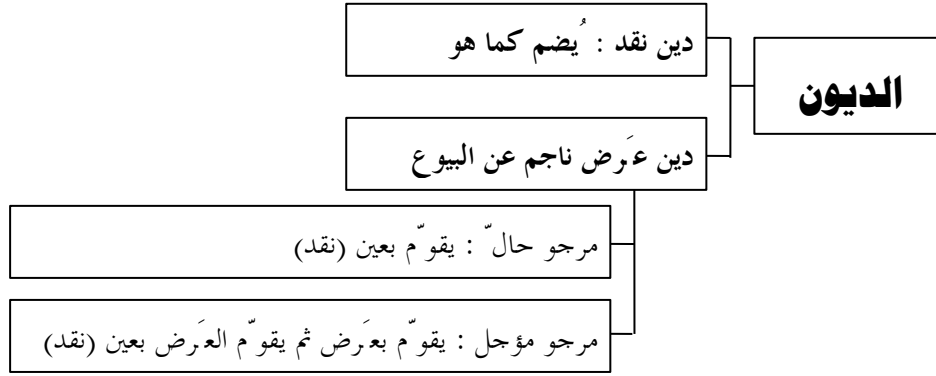 الديون
دين نقد : يُضم كما هو
دين عَرض ناجم عن البيوع
مرجو حالّ : يقوّم بعين (نقد)
مرجو مؤجل : يقوّم بعَرض ثم يقوّم العَرض بعين (نقد)